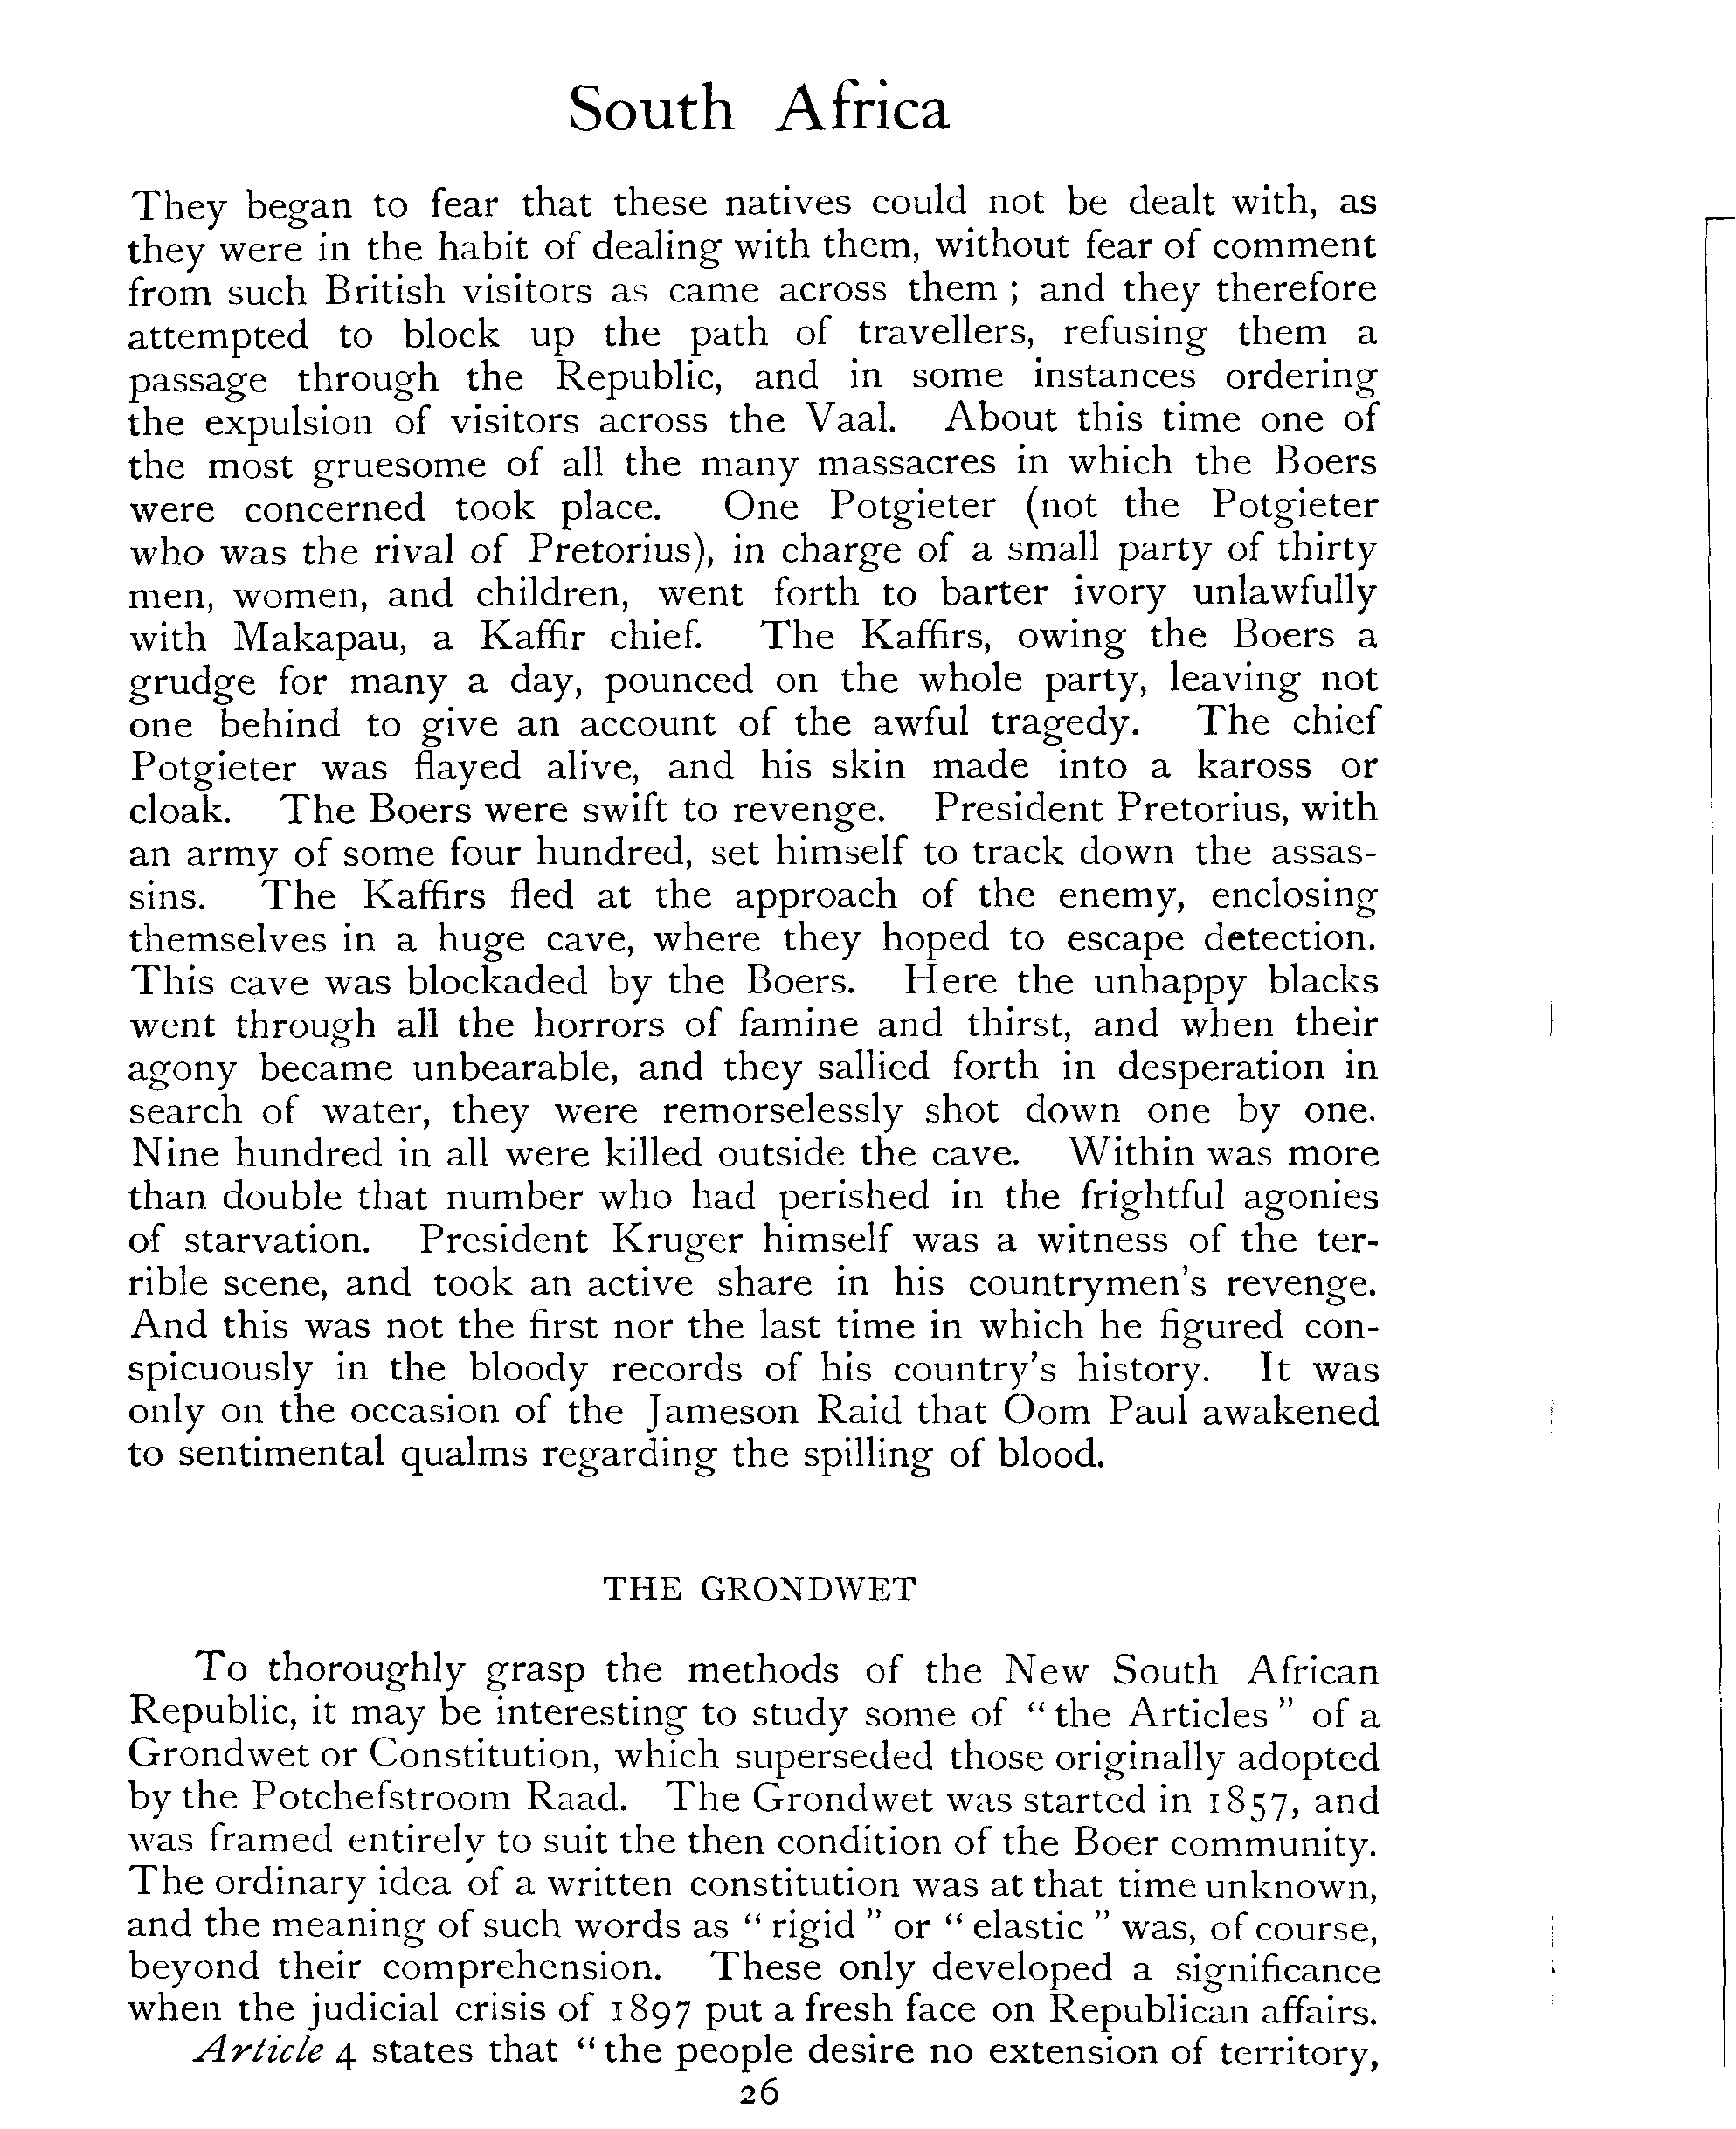 South Africa
They began to fear that these natives could not be dealt with, as
they were in the habit of dealing with them, without fear of comment
from such British visitors as came across them ; and they therefore
attempted to block up the path of travellers, refusing them a
passage through the Republic, and in some instances ordering
the expulsion of visitors across the Vaal. About this time one of
the most gruesome of all the many massacres in which the Boers
were concerned took place. One Potgieter (not the Potgieter
who was the rival of Pretorius), in charge of a small party of thirty
men, women, and children, went forth to barter ivory unlawfully
with Makapau, a Kaffir chief. The Kaffirs, owing the Boers a
grudge for many a day, pounced on the whole party, leaving not
one behind to give an account of the awful tragedy. The chief
Potgieter was flayed alive, and his skin made into a kaross or
cloak. The Boers were swift to revenge. President Pretorius, with
an army of some four hundred, set himself to track down the assas-
sins. The Kaffirs fled at the approach of the enemy, enclosing
themselves in a huge cave, where they hoped to escape detection.
This cave was blockaded by the Boers. Here the unhappy blacks
went through all the horrors of famine and thirst, and when their
agony became unbearable, and they sallied forth in desperation in
search of water, they were remorselessly shot down one by one.
Nine hundred in all were killed outside the cave. Within was more
than double that number who had perished in the frightful agonies
of starvation. President Kruger himself was a witness of the ter-
rible scene, and took an active share in his countrymen's revenge.
And this was not the first nor the last time in which he figured con-
spicuously in the bloody records of his country's history. It was
only on the occasion of the Jameson Raid that Oom Paul awakened
to sentimental qualms regarding the spilling of blood.
THE GRONDWET
To thoroughly grasp the methods of the New South African
Republic, it may be interesting to study some of "the Articles" of a
Grondwet or Constitution, which superseded those originally adopted
by the Potchefstroom Raad. The Grondwet was started in 1857, and
was framed entirely to suit the then condition of the Boer community.
The ordinary idea of a written constitution was at that time unknown,
and the meaning of such words as "rigid" or "elastic" was, of course,
beyond their comprehension. These only developed a significance
when the judicial crisis of 1897 put a fresh face on Republican affairs.
Article 4 states that "the people desire no extension of territory,
26